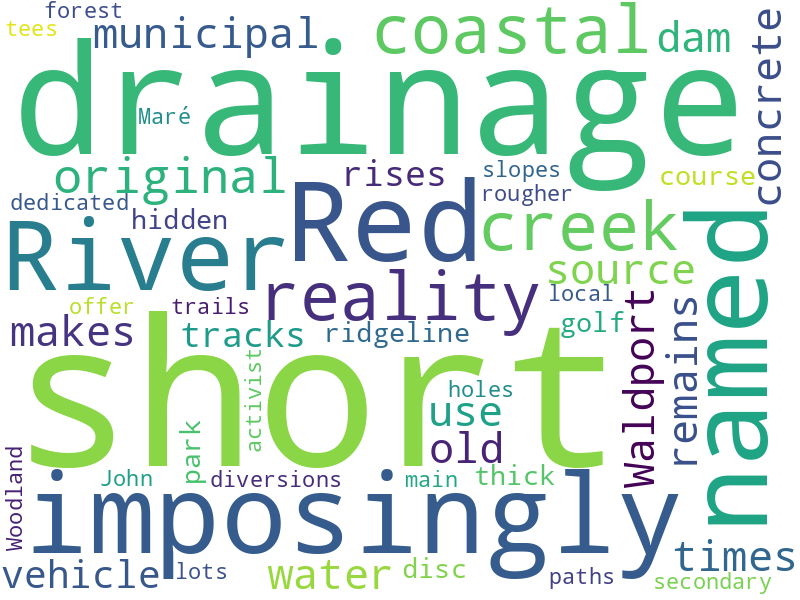 forest
tees
municipal
coastal
dam
concrete
drainage
Maré
original
rises
slopes
course
dedicated
hidden
rougher
River
Red
creek
named
source
reality
offer
trails
local
makes
tracks
ridgeline
golf
Waldport
remains
activist
holes
use
old
park
Woodland
John
diversions
main
thick
short
imposingly
times
vehicle
lots
water
disc
paths
secondary